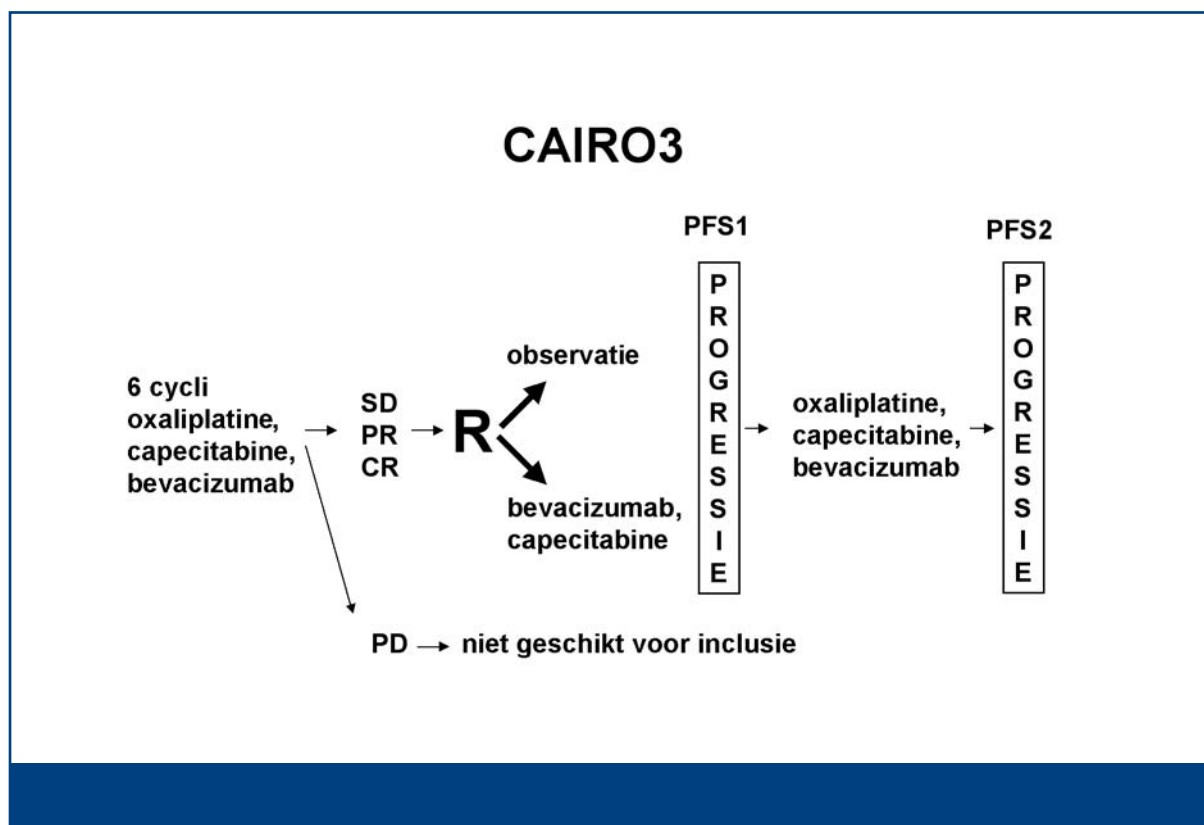 CAIRO3
6 cycli
oxaliplatine,
capecitabine,
bevacizumab
SD
PR
CR
R
observatie
bevacizumab,
capecitabine
PFS1
P
R
O
G
R
E
S
S
I
E
oxaliplatine,
capecitabine,
bevacizumab
PFS2
P
R
O
G
R
E
S
S
I
E
PD
niet geschikt voor inclusie